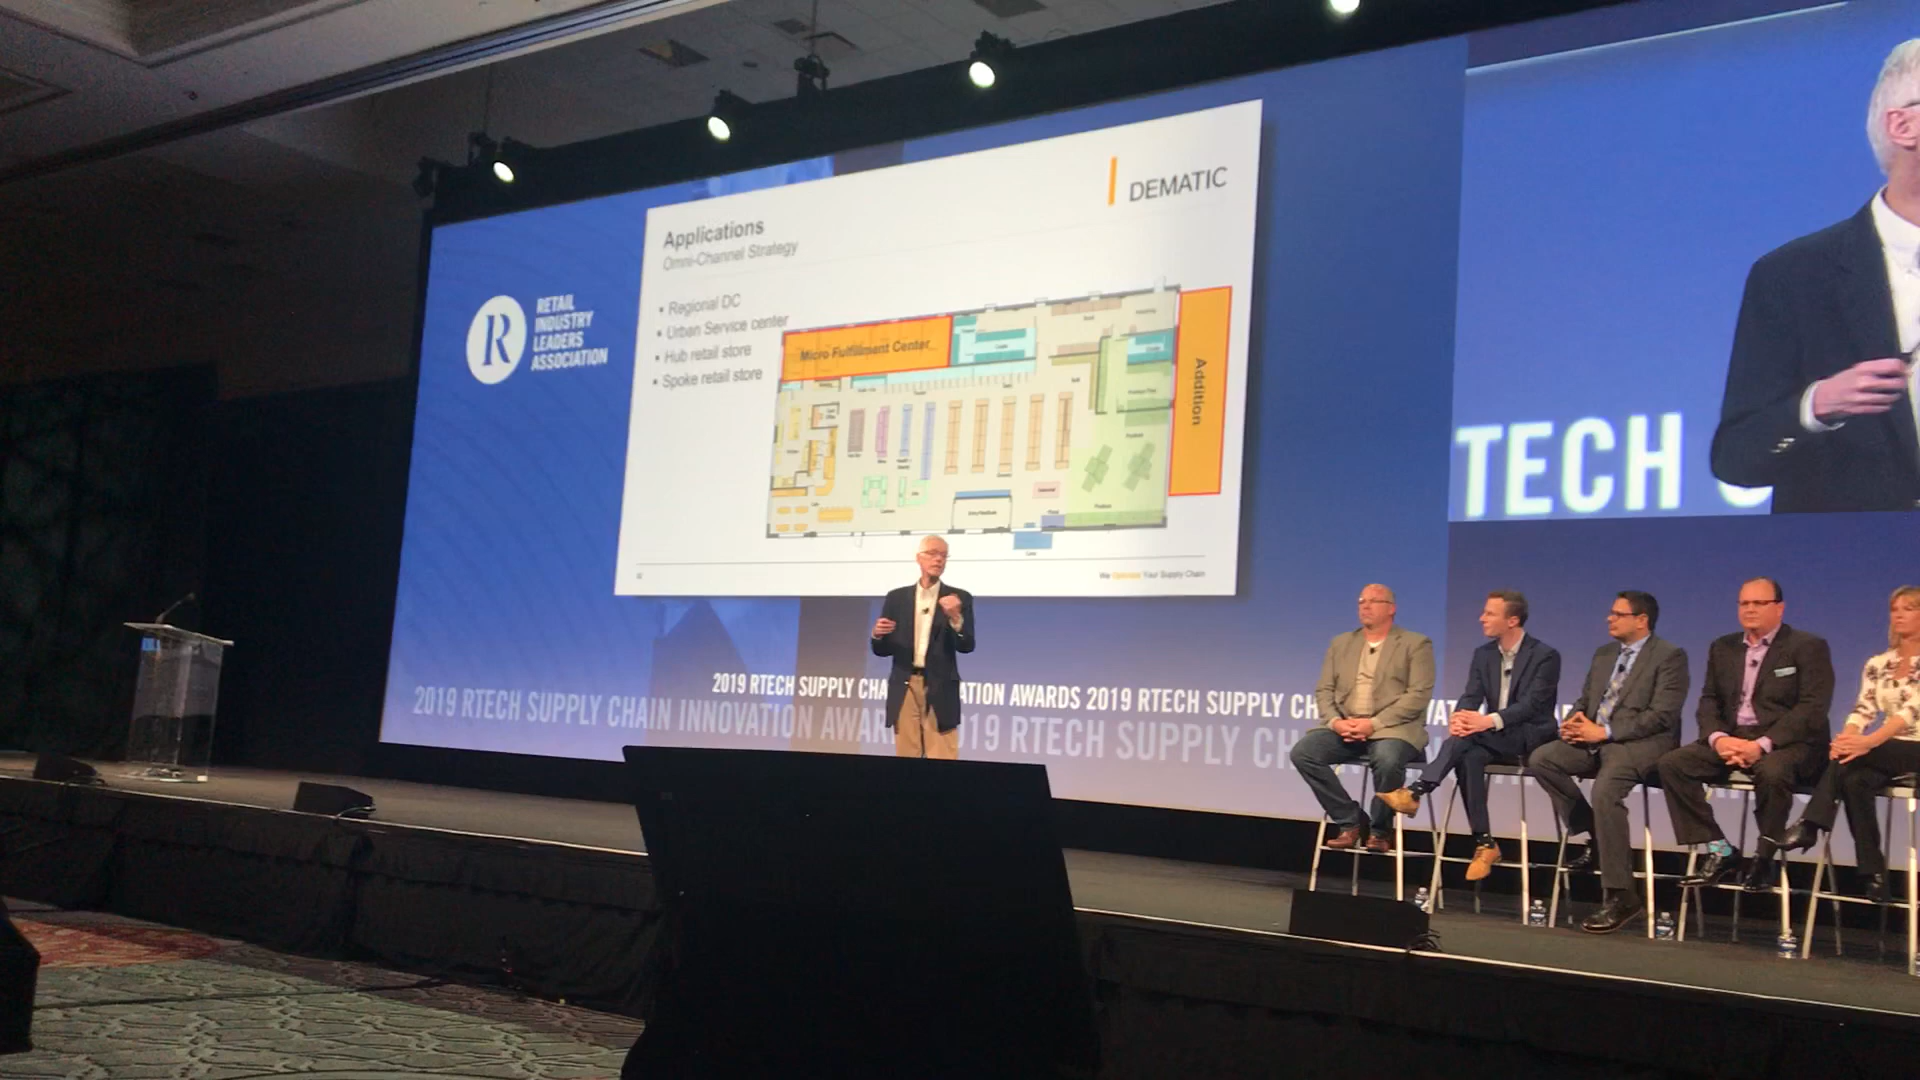 DEMATIC
Applications
Omni-Channel Strategy
• Regional DC
• Urban Service center
• Hub retail store
• Spoke retail store
Micro Fulfillment Center
Addition
We Optimize Your Supply Chain
R
RETAIL
INDUSTRY
LEADERS
ASSOCIATION
TECH
2019 RTECH SUPPLY CHA ATION AWARDS 2019 RTECH SUPPLY CH VAT
2019 RTECH SUPPLY CHAIN INNOVATION AWAR 019 RTECH SUPPLY CH